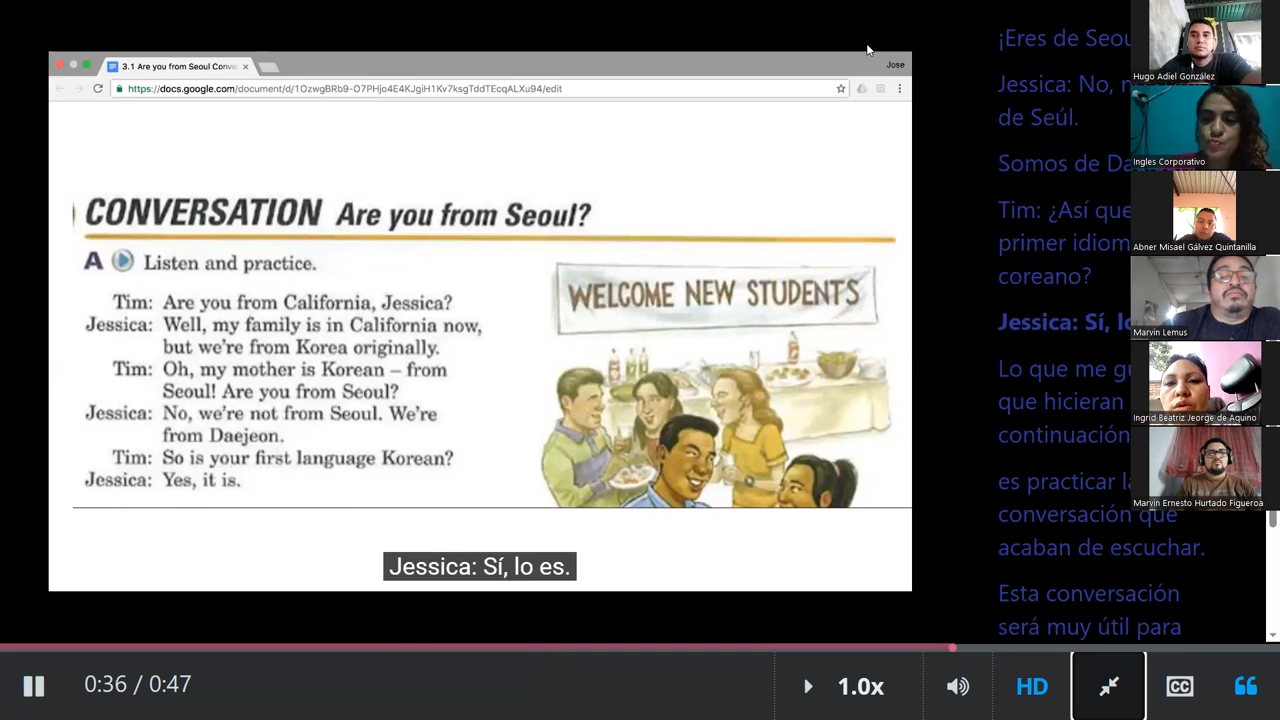 3.1 Are you from Seoul Conve
Jose
https://docs.google.com/document/d/1OzwgBRb9-O7PHjo4E4KJgiH1Kv7ksgTddTEcqALXu94/edit
CONVERSATION Are you from Seoul?
A Listen and practice.
Tim: Are you from California, Jessica?
Jessica: Well, my family is in California now,
but we're from Korea originally.
Tim: Oh, my mother is Korean – from
Seoul! Are you from Seoul?
Jessica: No, we're not from Seoul. We're
from Daejeon.
Tim: So is your first language Korean?
Jessica: Yes, it is.
WELCOME NEW STUDENTS
Jessica: Sí, lo es.
¡Eres de Seú
Jessica: No, n
de Seúl.
Somos de Da
Tim: ¿Así que
primer idiom
coreano?
Jessica: Sí, lo
Lo que me gu
que hicieran
continuación
es practicar la
conversación que
acaban de escuchar.
Esta conversación
será muy útil para
Hugo Adiel González
Ingles Corporativo
Abner Misael Gálvez Quintanilla
Marvin Lemus
Ingrid Beatriz Jeorge de Aquino
Marvin Ernesto Hurtado Figueroa
0:36 / 0:47
1.0x
HD
CC